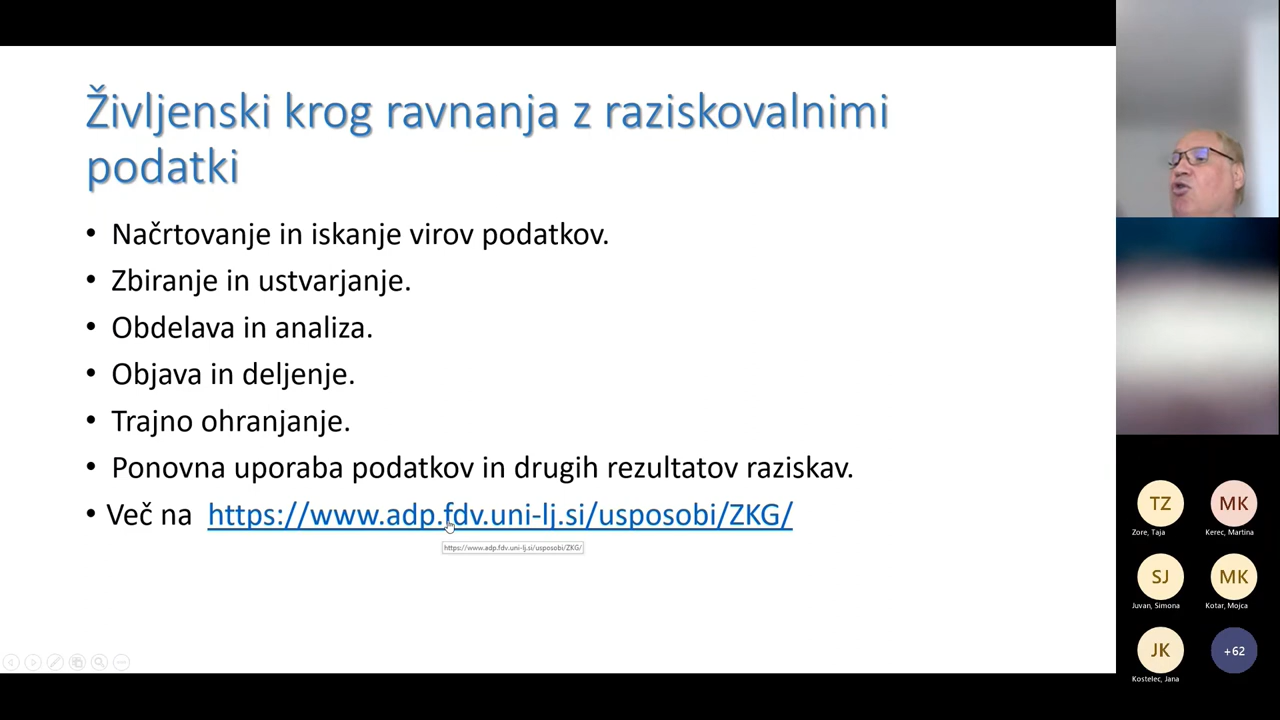 Življenski krog ravnanja z raziskovalnimi
podatki
• Načrtovanje in iskanje virov podatkov.
• Zbiranje in ustvarjanje.
• Obdelava in analiza.
• Objava in deljenje.
• Trajno ohranjanje.
• Ponovna uporaba podatkov in drugih rezultatov raziskav.
• Več na https://www.adp.fdv.uni-lj.si/usposobi/ZKG/
https://www.adp.fdv.uni-lj.si/usposobi/ZKG/
TZ
Zore, Taja
MK
Kerec, Martina
SJ
Juvan, Simona
MK
Kotar, Mojca
JK
Kostelec, Jana
+62